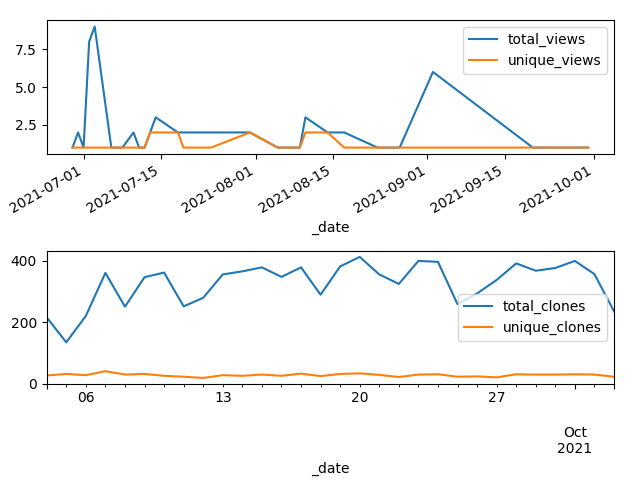 total_views
unique_views
7.5
5.0
2.5
2021-07-01
2021-07-15
2021-08-01
2021-08-15
2021-09-01
2021-09-15
2021-10-01
_date
400
200
0
total_clones
unique_clones
06
13
20
27
Oct
2021
_date